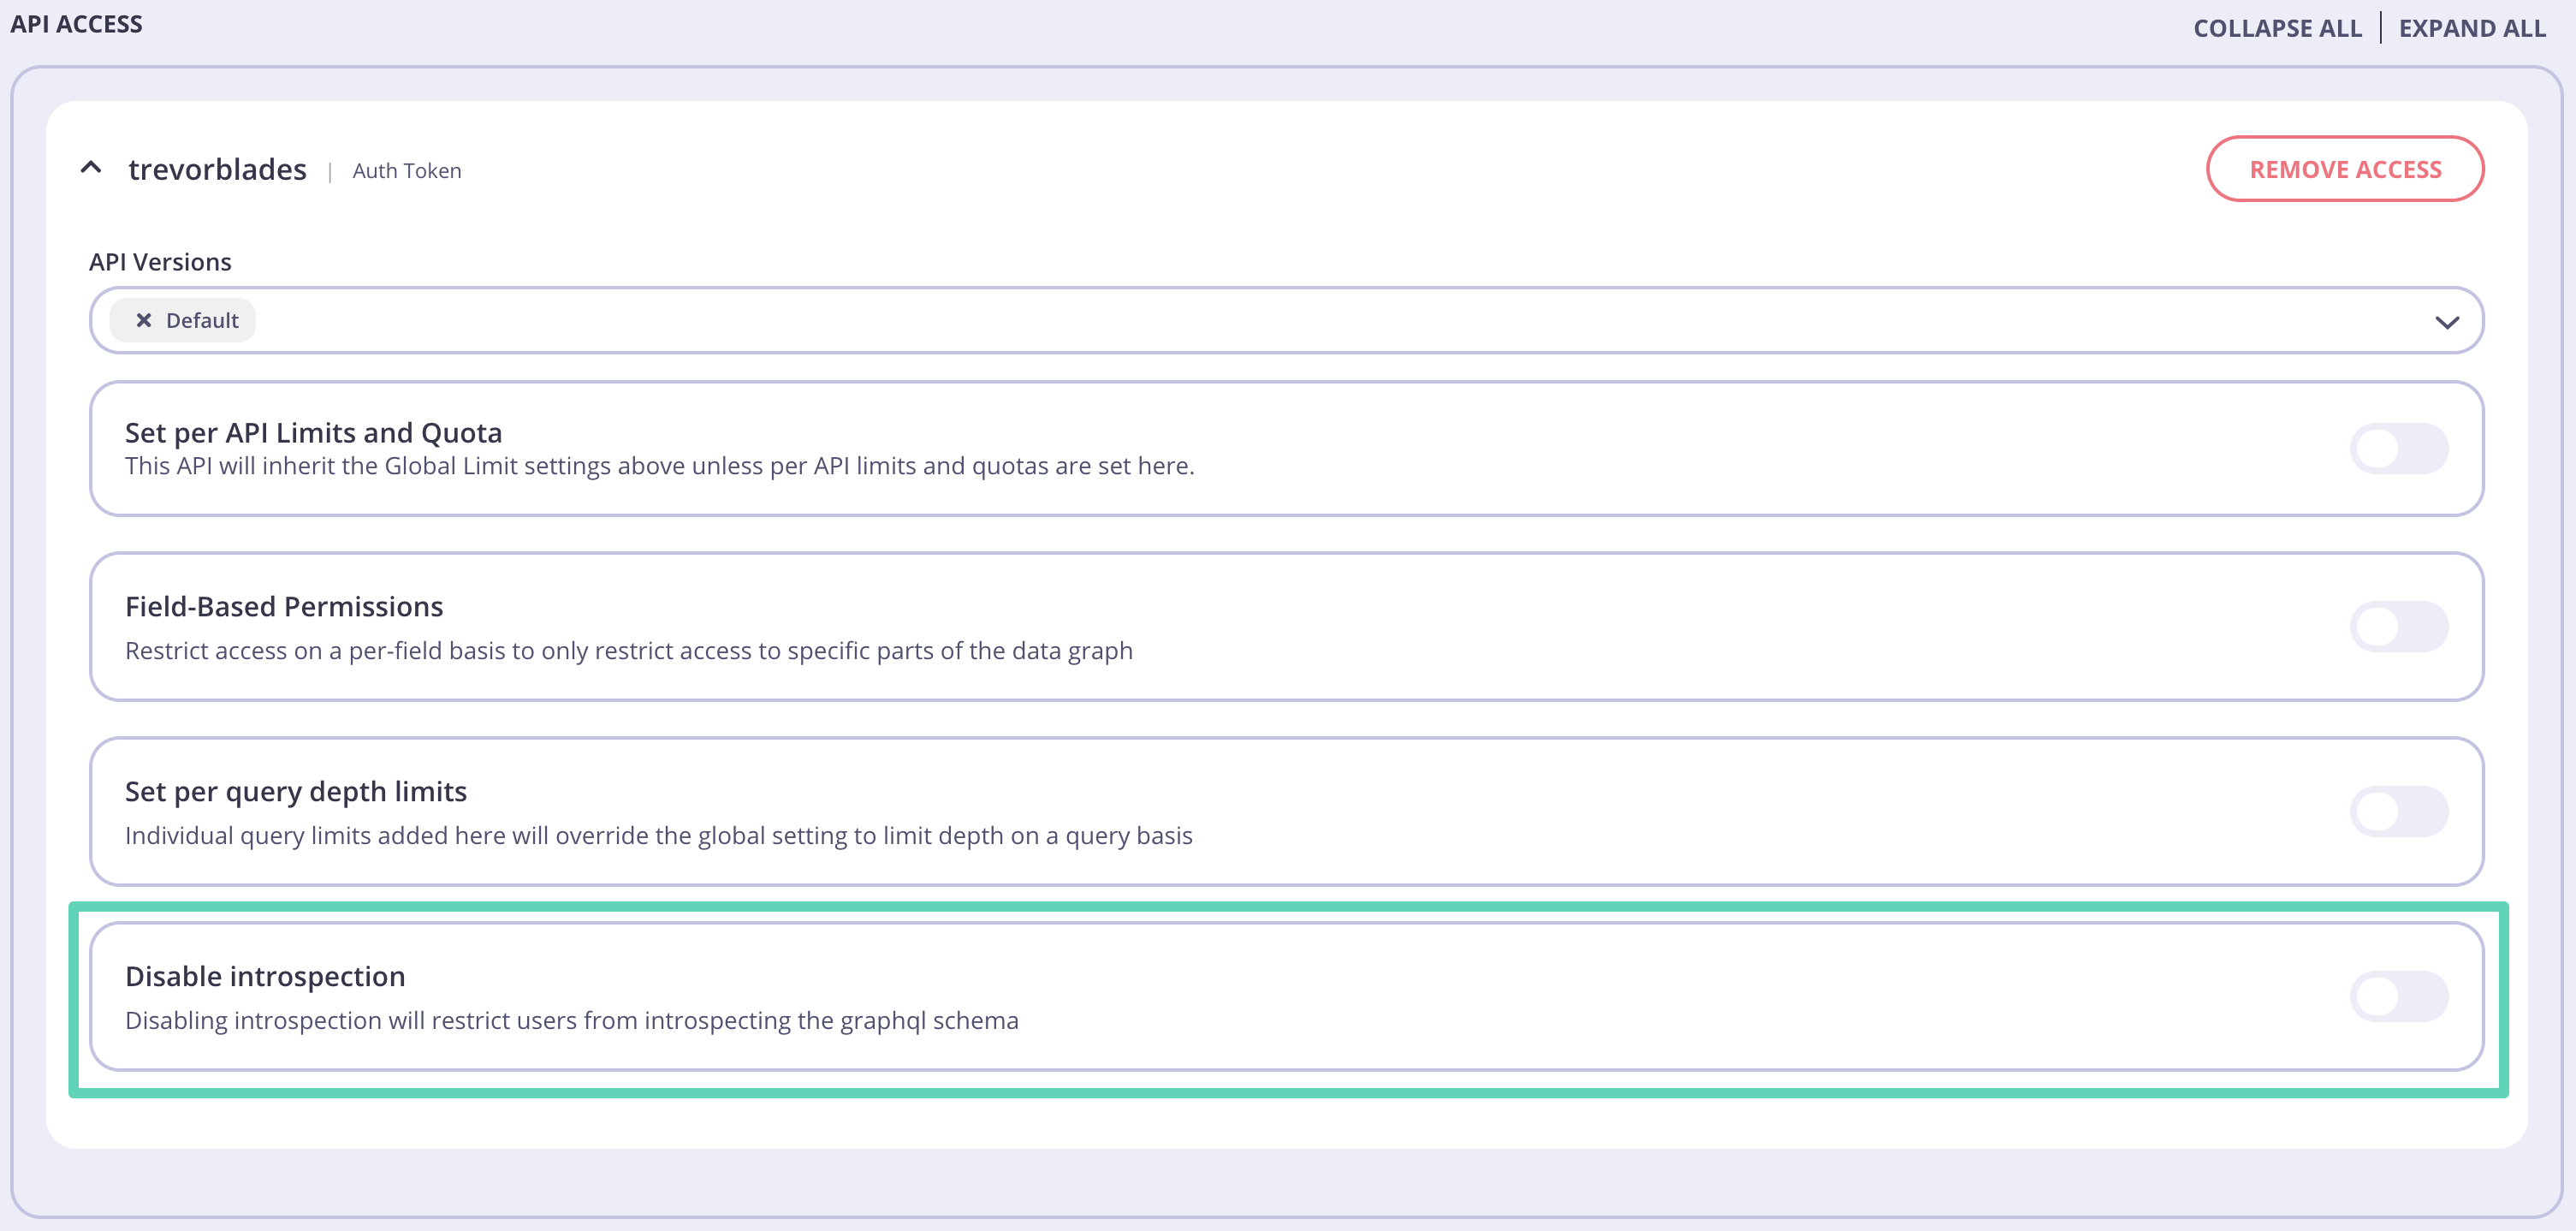 API ACCESS
COLLAPSE ALL | EXPAND ALL
trevorblades | Auth Token
REMOVE ACCESS
API Versions
Default
Set per API Limits and Quota
This API will inherit the Global Limit settings above unless per API limits and quotas are set here.
Field-Based Permissions
Restrict access on a per-field basis to only restrict access to specific parts of the data graph
Set per query depth limits
Individual query limits added here will override the global setting to limit depth on a query basis
Disable introspection
Disabling introspection will restrict users from introspecting the graphql schema